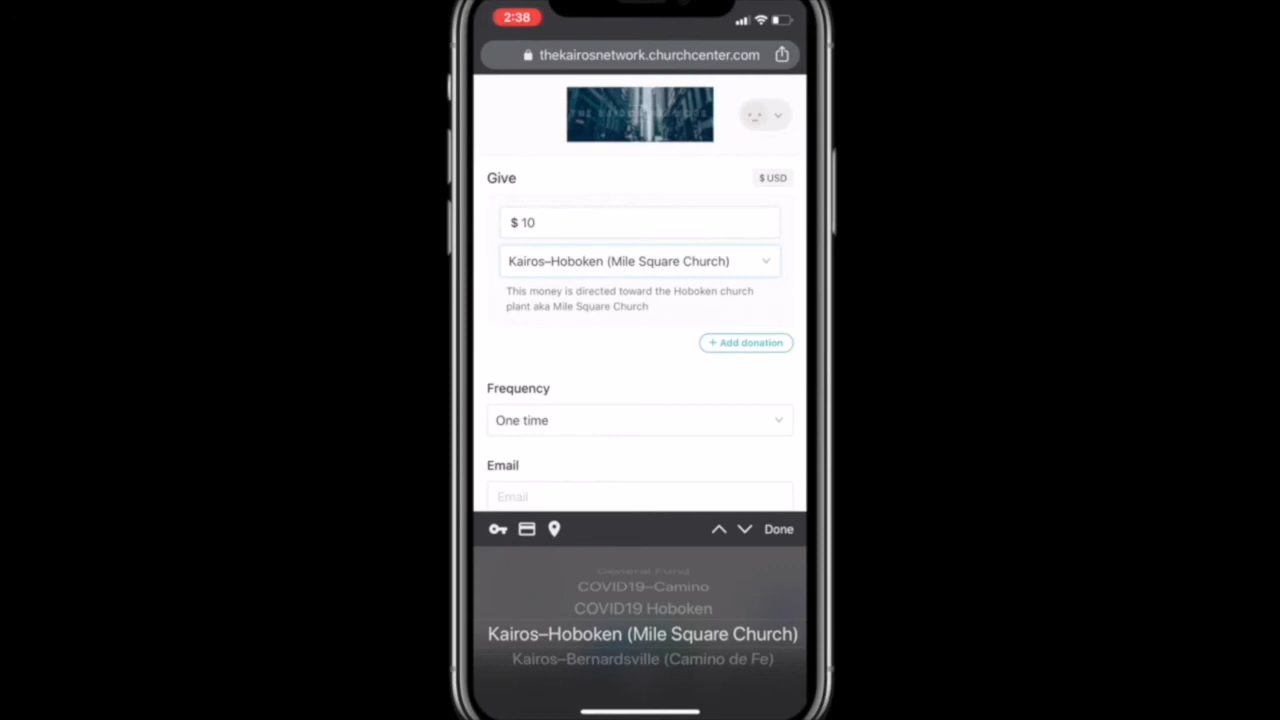 2:38
thekairosnetwork.churchcenter.com
Give
$ USD
$ 10
Kairos–Hoboken (Mile Square Church)
This money is directed toward the Hoboken church
plant aka Mile Square Church
+ Add donation
Frequency
One time
Email
Email
Done
General Fund
COVID19–Camino
COVID19 Hoboken
Kairos–Hoboken (Mile Square Church)
Kairos–Bernardsville (Camino de Fe)